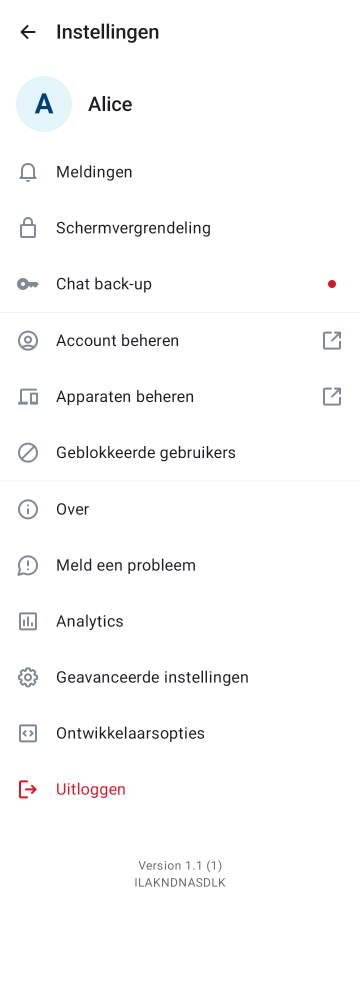 Instellingen
A
Alice
Meldingen
Schermvergrendeling
Chat back-up
Account beheren
Apparaten beheren
Geblokkeerde gebruikers
Over
Meld een probleem
Analytics
Geavanceerde instellingen
Ontwikkelaarsopties
Uitloggen
Version 1.1 (1)
ILAKNDNASDLK